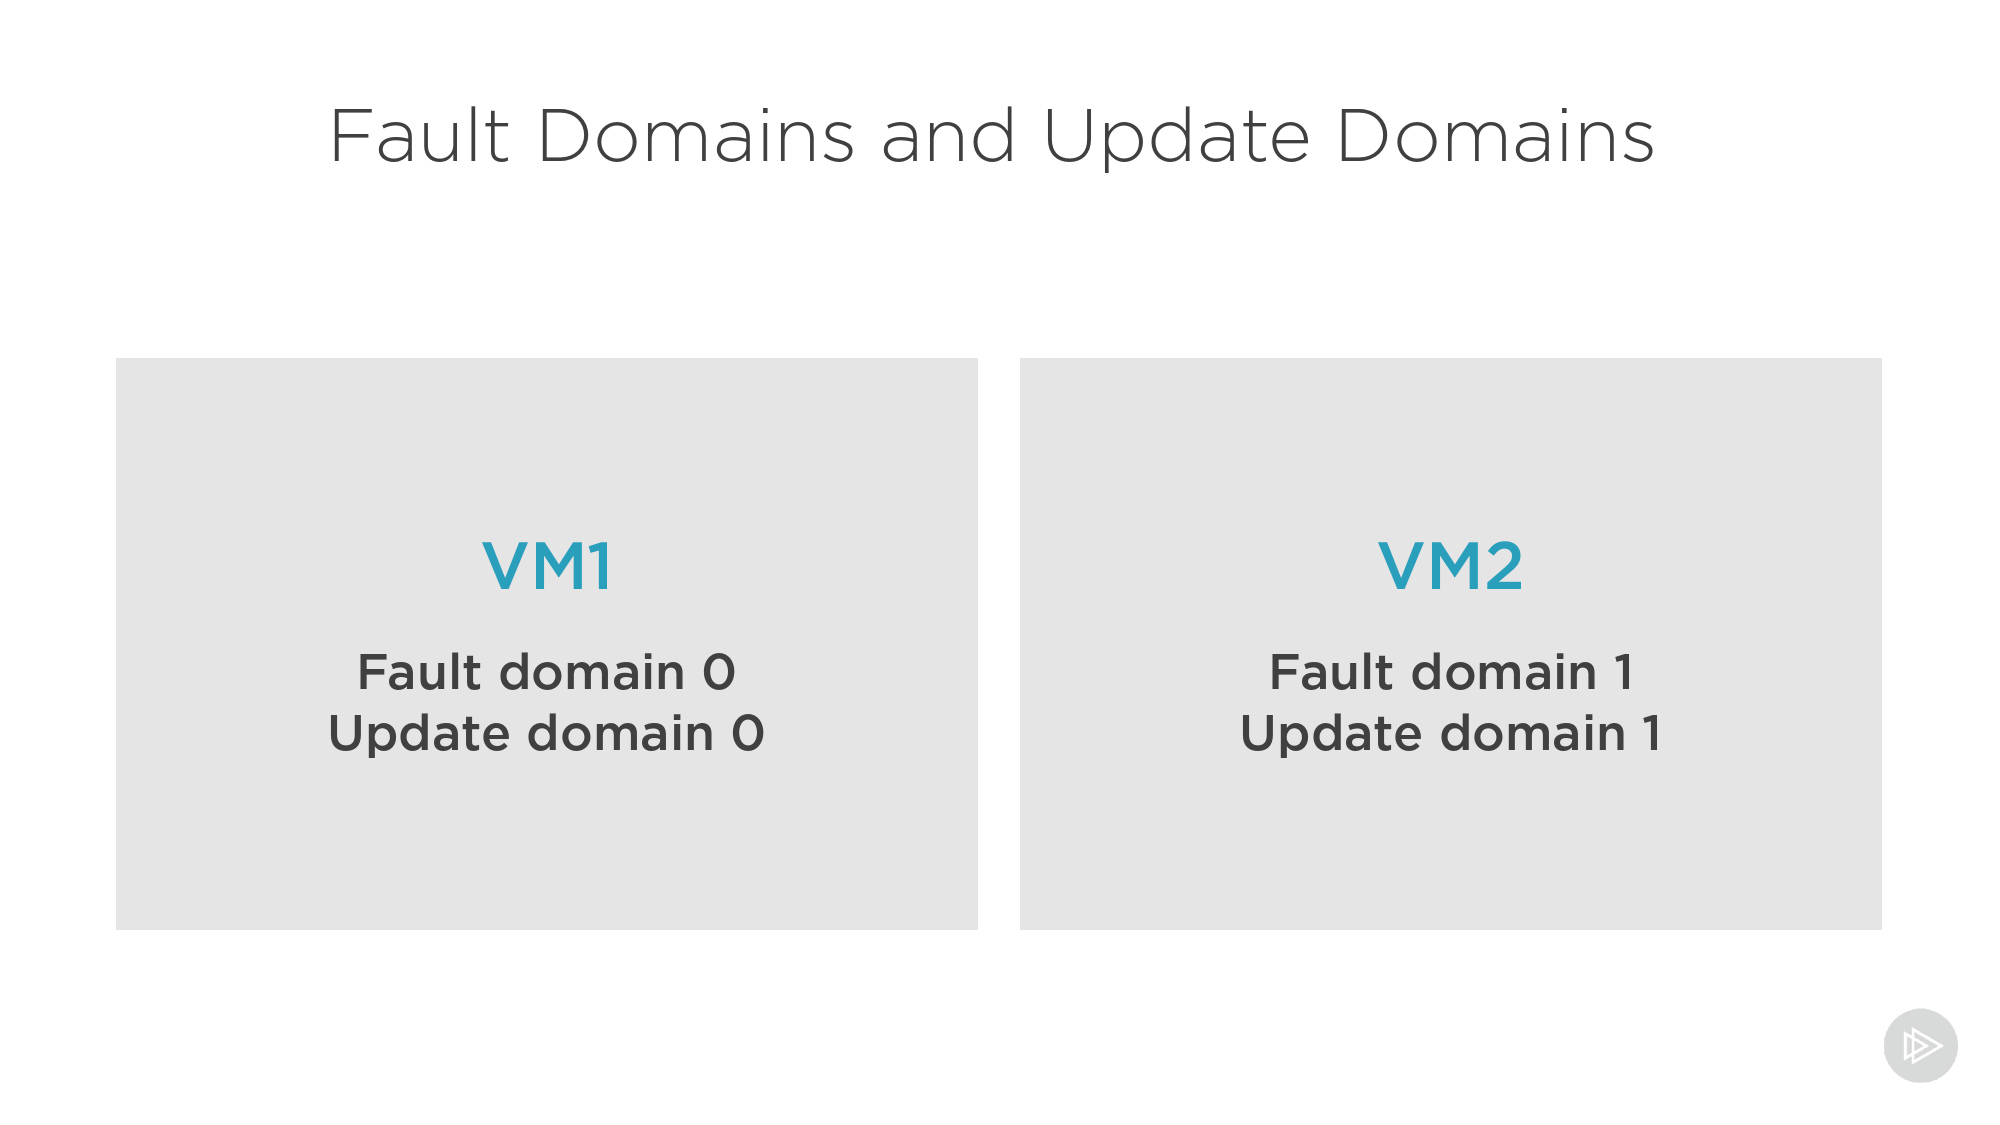 Fault Domains and Update Domains
VM1
Fault domain 0
Update domain 0
VM2
Fault domain 1
Update domain 1